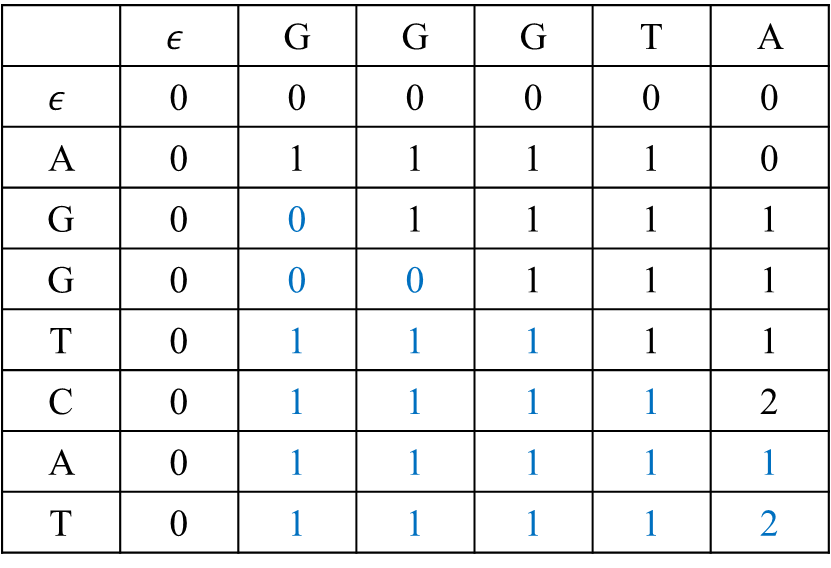 ϵ G G G T A
ϵ 0 0 0 0 0 0
A 0 1 1 1 1 0
G 0 0 1 1 1 1
G 0 0 0 1 1 1
T 0 1 1 1 1 1
C 0 1 1 1 1 2
A 0 1 1 1 1 1
T 0 1 1 1 1 2